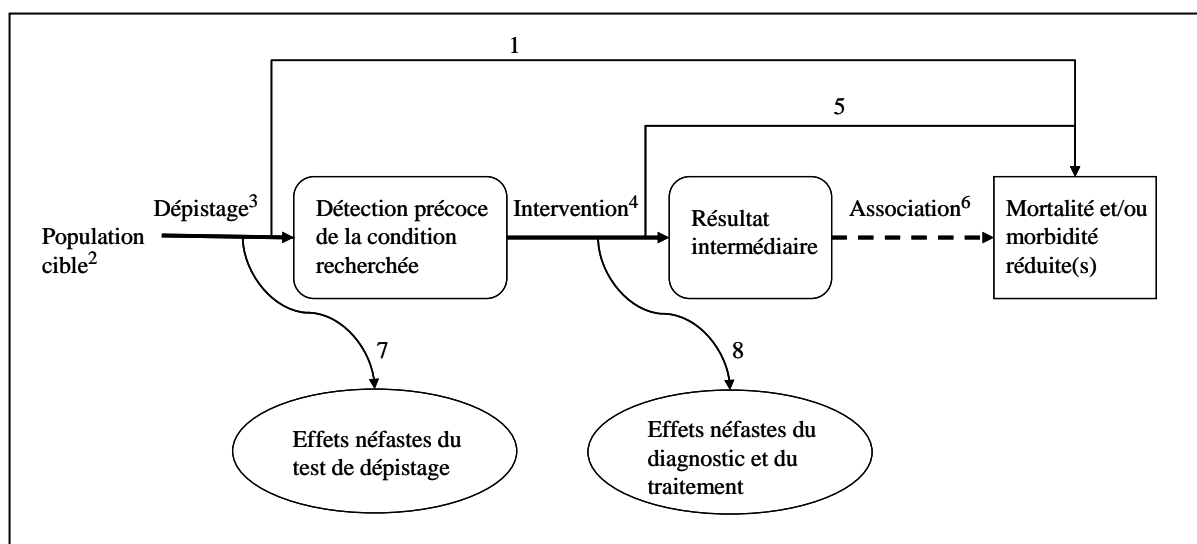 1
5
Dépistage³
Détection précoce
de la condition
recherchée
Intervention⁴
Résultat
intermédiaire
Association⁶
Mortalité et/ou
morbidité
réduite(s)
Population
cible²
7
8
Effets néfastes du
test de dépistage
Effets néfastes du
diagnostic et du
traitement